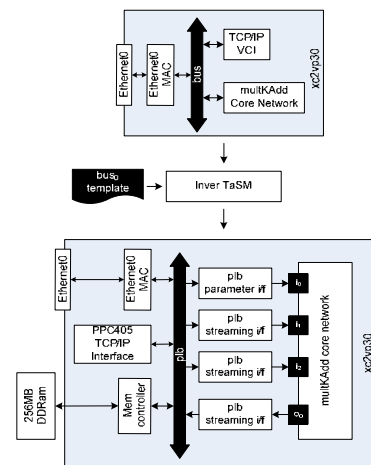 Ethernet0
Ethernet0
MAC
bus
TCP/IP
VCI
multKAdd
Core Network
xc2vp30
bus0
template
Inver TaSM
Ethernet0
Ethernet0
MAC
PPC405
TCP/IP
Interface
256MB
DDRam
Mem
controller
plb
plb
parameter i/f
plb
streaming i/f
plb
streaming i/f
plb
streaming i/f
I0
I1
I2
O0
multKAdd core network
xc2vp30